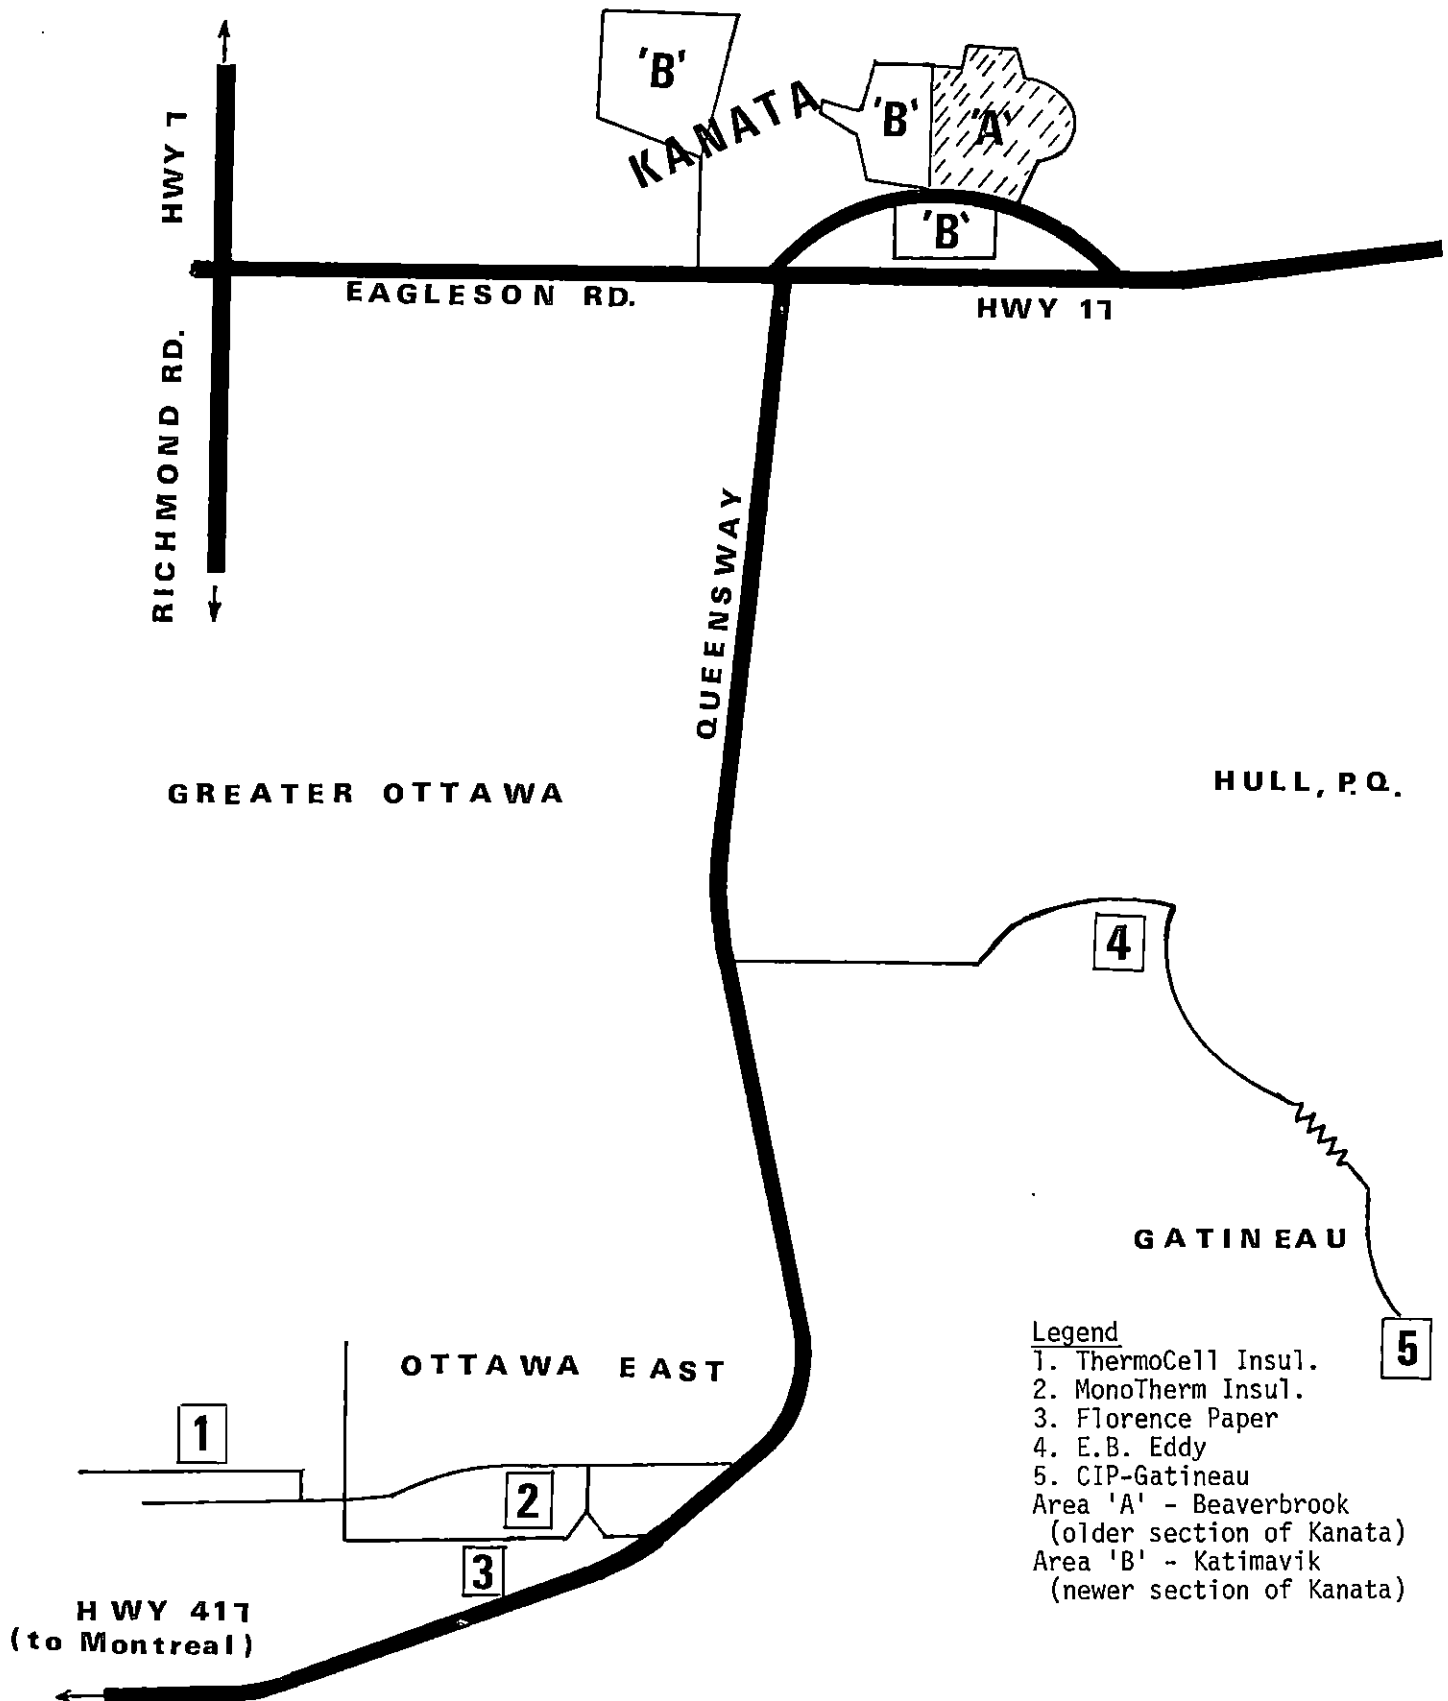 'B'
'B'
'A'
KANATA
'B'
HWY 7
EAGLESON RD.
HWY 17
RICHMOND RD.
QUEENSWAY
GREATER OTTAWA
HULL, P.Q.
4
GATINEAU
OTTAWA EAST
5
1
2
3
HWY 417
(to Montreal)
Legend
1. ThermoCell Insul.
2. MonoTherm Insul.
3. Florence Paper
4. E.B. Eddy
5. CIP-Gatineau
Area 'A' - Beaverbrook
(older section of Kanata)
Area 'B' - Katimavik
(newer section of Kanata)